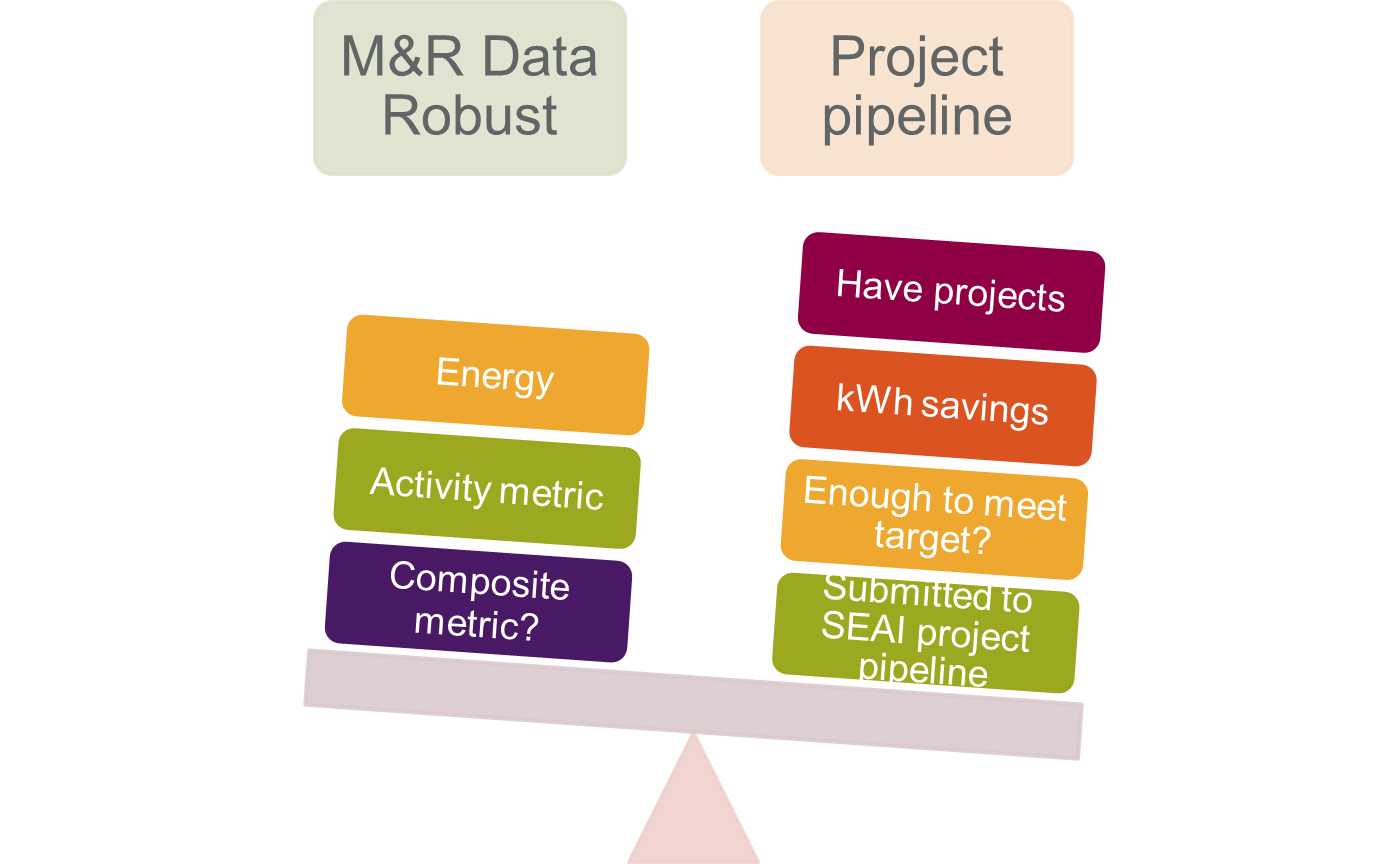 M&R Data
Robust
Project
pipeline
Energy
Activity metric
Composite
metric?
Have projects
kWh savings
Enough to meet
target?
Submitted to
SEAI project
pipeline